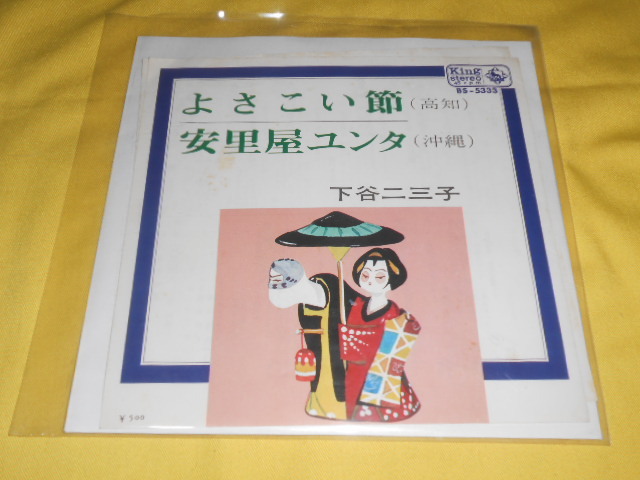 King
stereo
BS-5335
よさこい節(高知)
安里屋ユンタ(沖縄)
下谷二三子
¥500